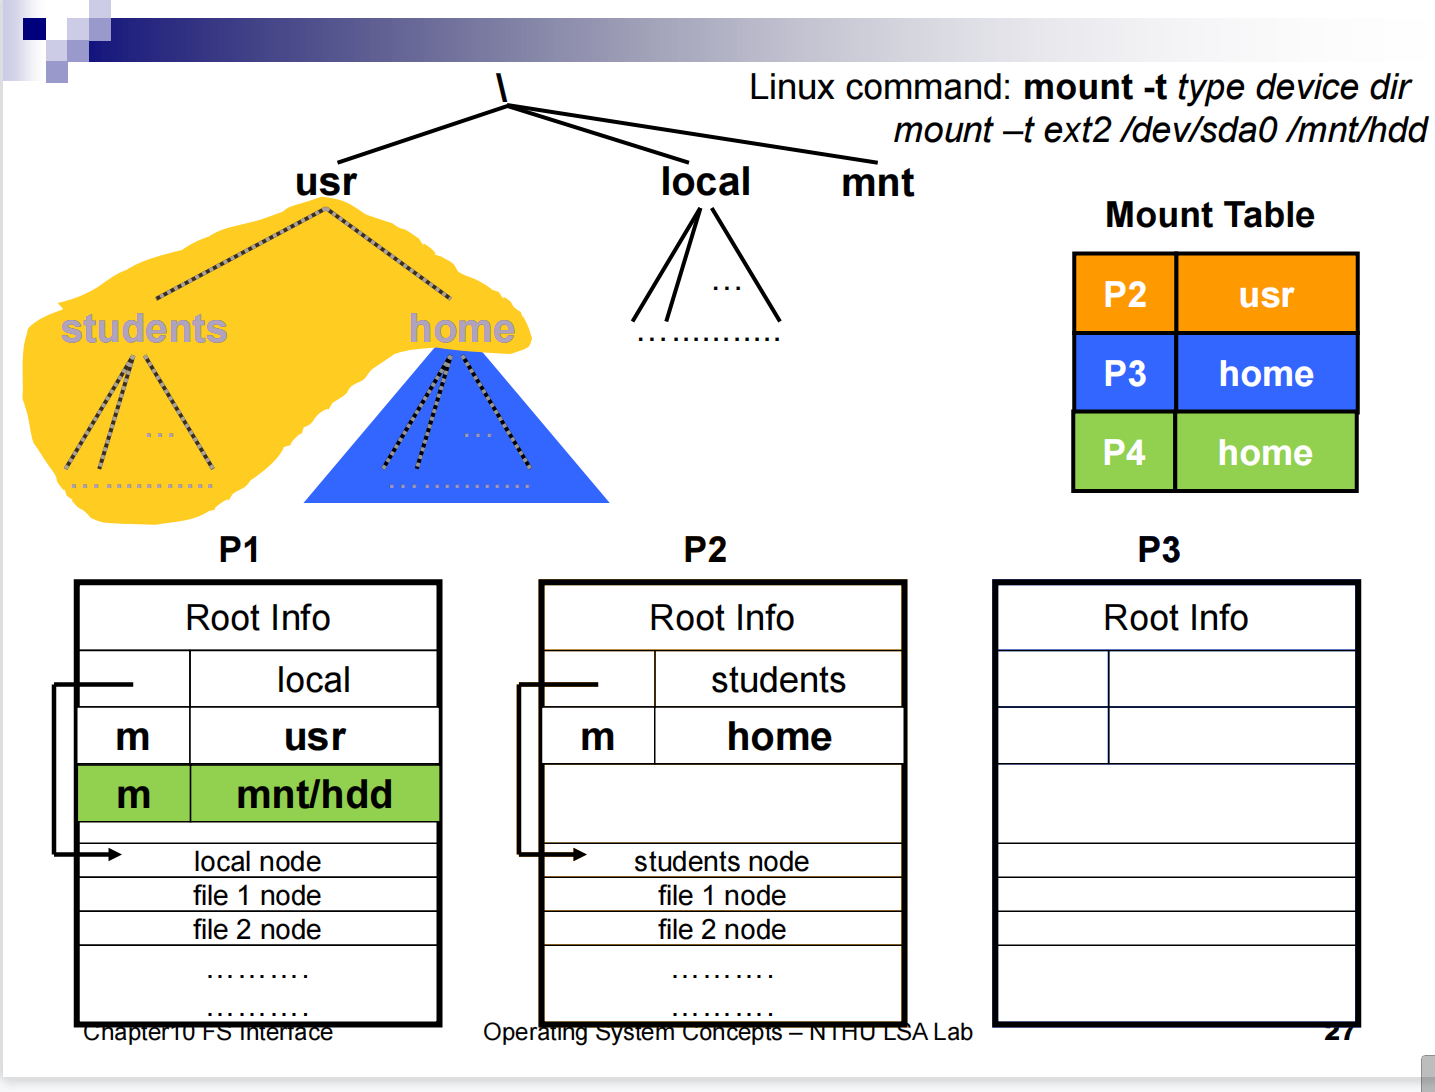 \
Linux command: mount -t type device dir
mount –t ext2 /dev/sda0 /mnt/hdd
usr
local
mnt
Mount Table
P2 usr
P3 home
P4 home
students
home
...
..............
...
..............
...
..............
P1
Root Info
local
m usr
m mnt/hdd
local node
file 1 node
file 2 node
……….
……….
P2
Root Info
students
m home
students node
file 1 node
file 2 node
……….
……….
P3
Root Info
Chapter10 FS Interface
Operating System Concepts – NTHU LSA Lab
27